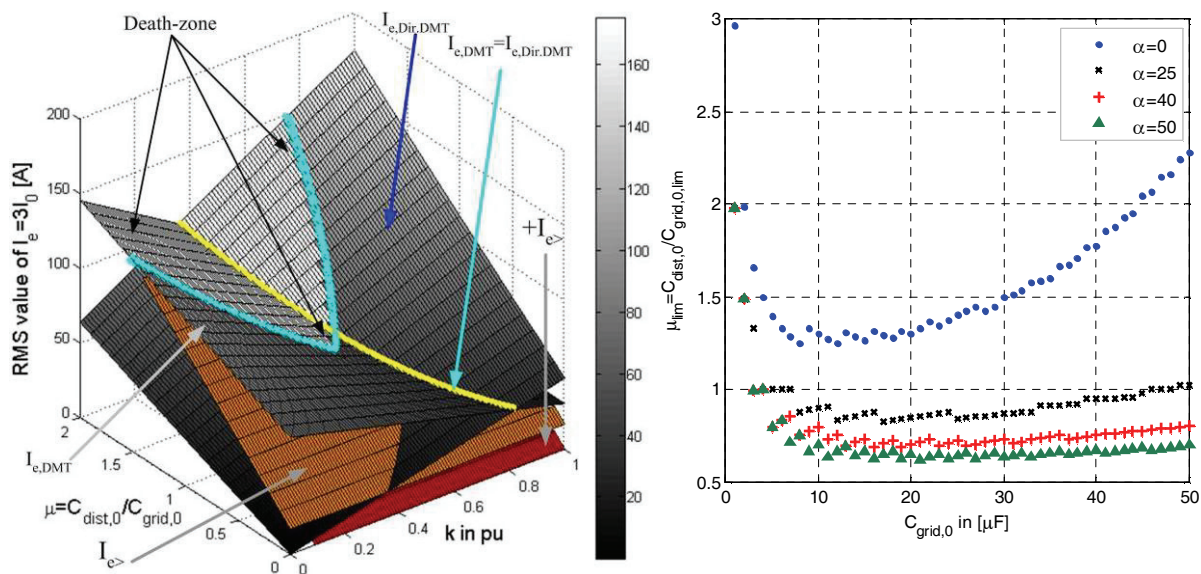 Death-zone
I_e,Dir.DMT
I_e,DMT=I_e,Dir.DMT
+I_e>
RMS value of I_e=3I_0 [A]
200
150
100
50
0
2
1.5
1
0.5
0
0
0.2
0.4
0.6
0.8
1
I_e,DMT
μ=C_dist,0/C_grid,0
I_e>
k in pu
160
140
120
100
80
60
40
20
μ_lim=C_dist,0/C_grid,0,lim
3
2.5
2
1.5
1
0.5
0
10
20
30
40
50
C_grid,0 in [μF]
α=0
α=25
α=40
α=50